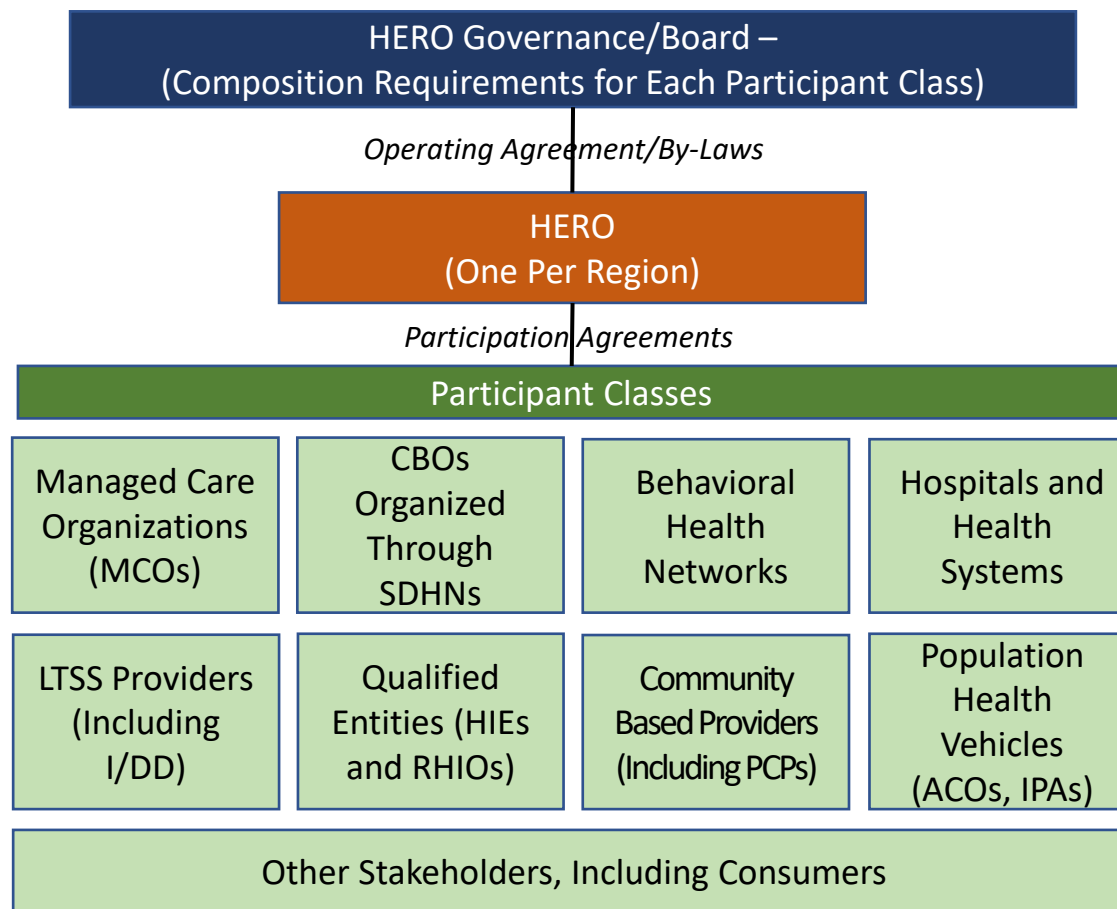 HERO Governance/Board –
(Composition Requirements for Each Participant Class)
Operating Agreement/By-Laws
HERO
(One Per Region)
Participation Agreements
Participant Classes
Managed Care
Organizations
(MCOs)
CBOs
Organized
Through
SDHNs
Behavioral
Health
Networks
Hospitals and
Health
Systems
LTSS Providers
(Including
I/DD)
Qualified
Entities (HIEs
and RHIOs)
Community
Based Providers
(Including PCPs)
Population
Health
Vehicles
(ACOs, IPAs)
Other Stakeholders, Including Consumers